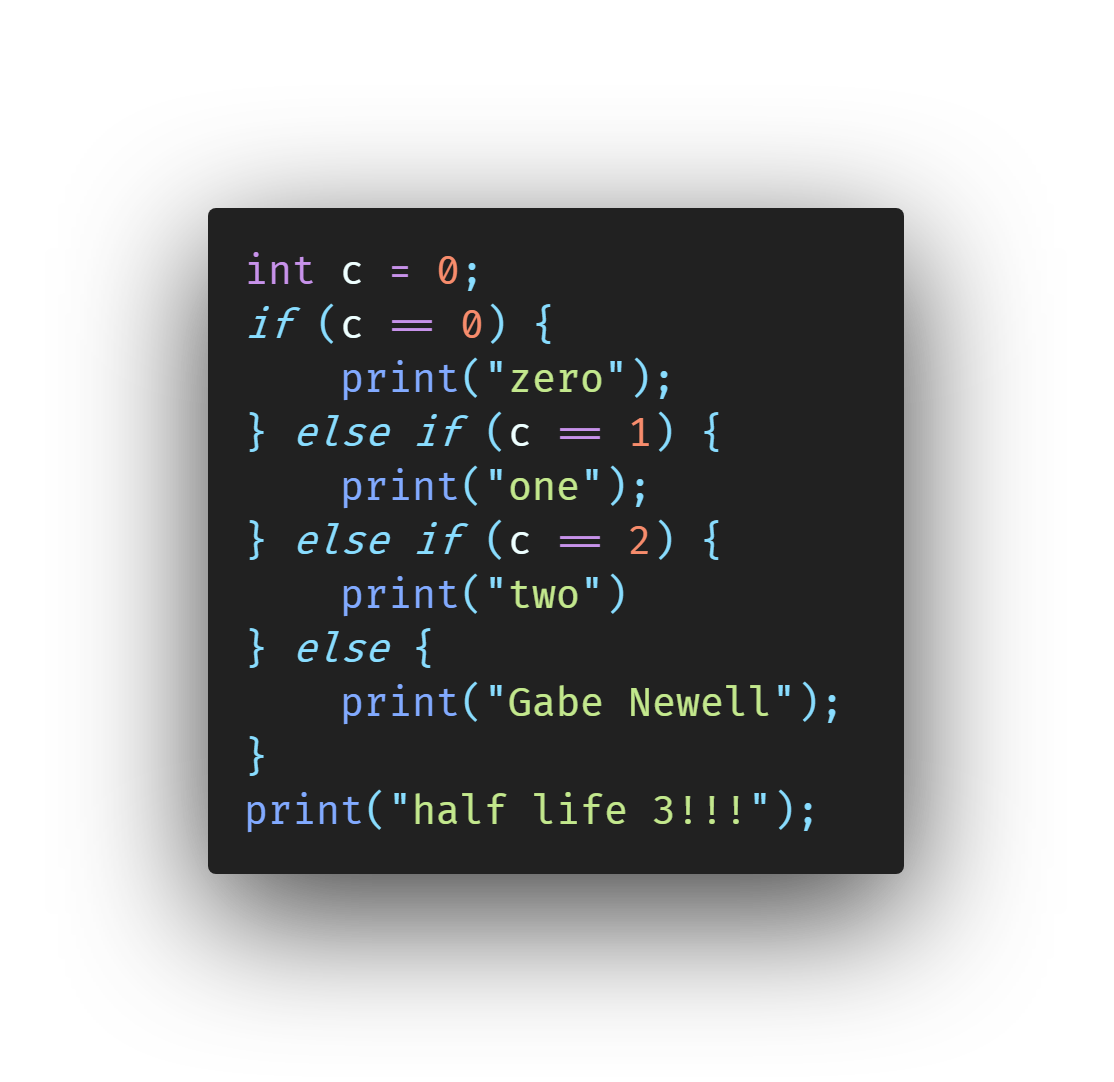 int c = 0;
if (c == 0) {
    print("zero");
} else if (c == 1) {
    print("one");
} else if (c == 2) {
    print("two")
} else {
    print("Gabe Newell");
}
print("half life 3!!!");